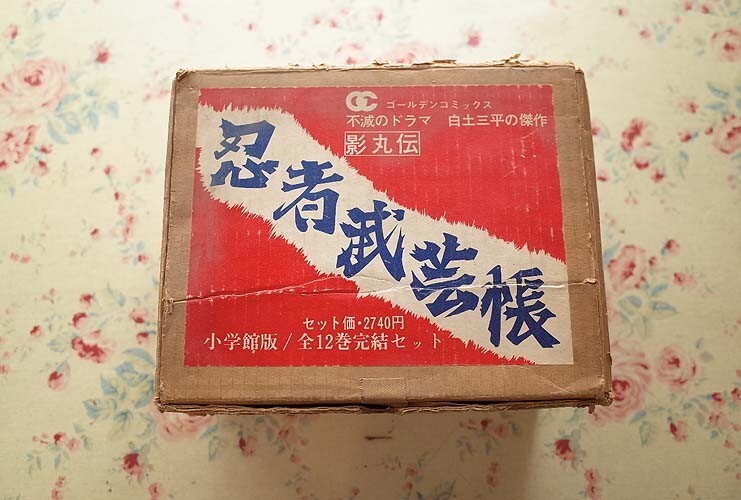 GC ゴールデンコミックス
不滅のドラマ 白土三平の傑作
影丸伝
忍者武芸帳
セット価・2740円
小学館版/全12巻完結セット